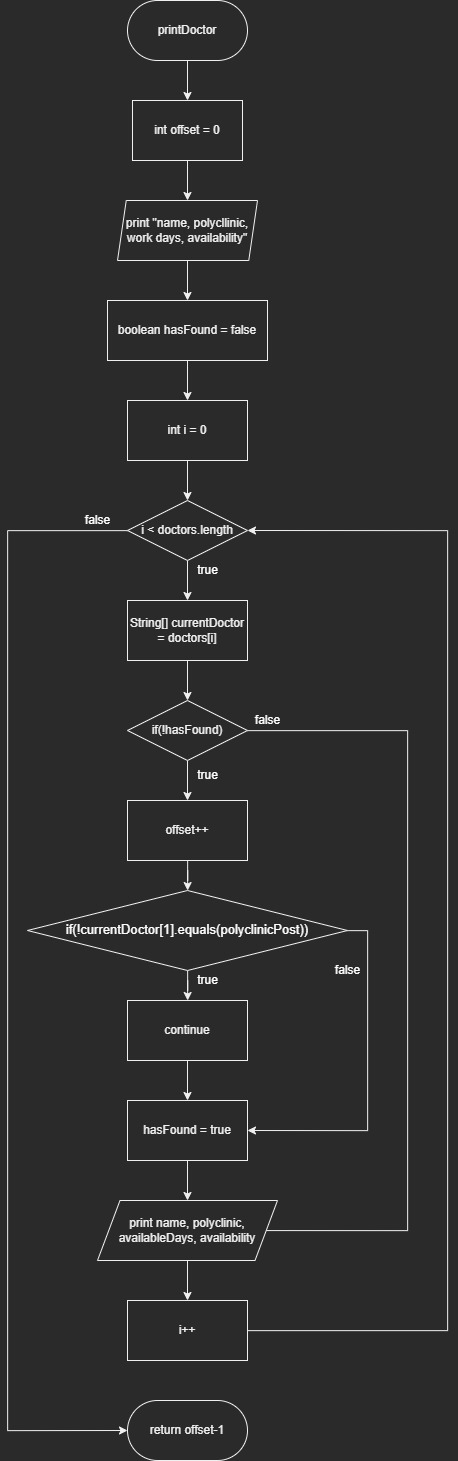 printDoctor
int offset = 0
print "name, polycllinic,
work days, availability"
boolean hasFound = false
int i = 0
false
i < doctors.length
true
String[] currentDoctor
= doctors[i]
if(!hasFound)
false
true
offset++
if(!currentDoctor[1].equals(polyclinicPost))
false
true
continue
hasFound = true
print name, polyclinic,
availableDays, availability
i++
return offset-1